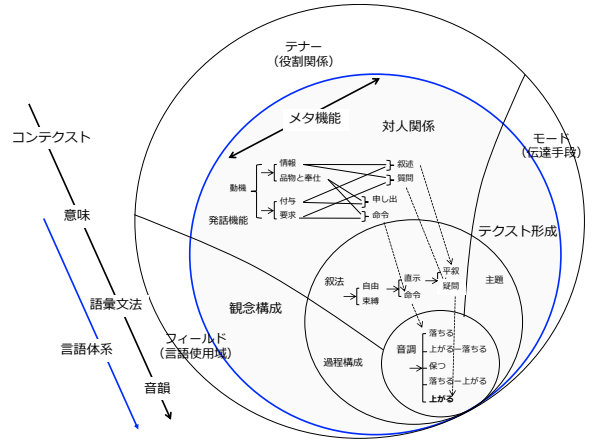 テナー
（役割関係）
メタ機能
対人関係
コンテクスト
モード
（伝達手段）
情報
品物と奉仕
動機
付与
要求
発話機能
叙述
質問
申し出
命令
意味
テクスト形成
叙法
自由
束縛
直示
命令
平叙
疑問
主題
観念構成
語彙文法
フィールド
（言語使用域）
言語体系
過程構成
音調
落ちる
上がるー落ちる
保つ
落ちるー上がる
上がる
音韻